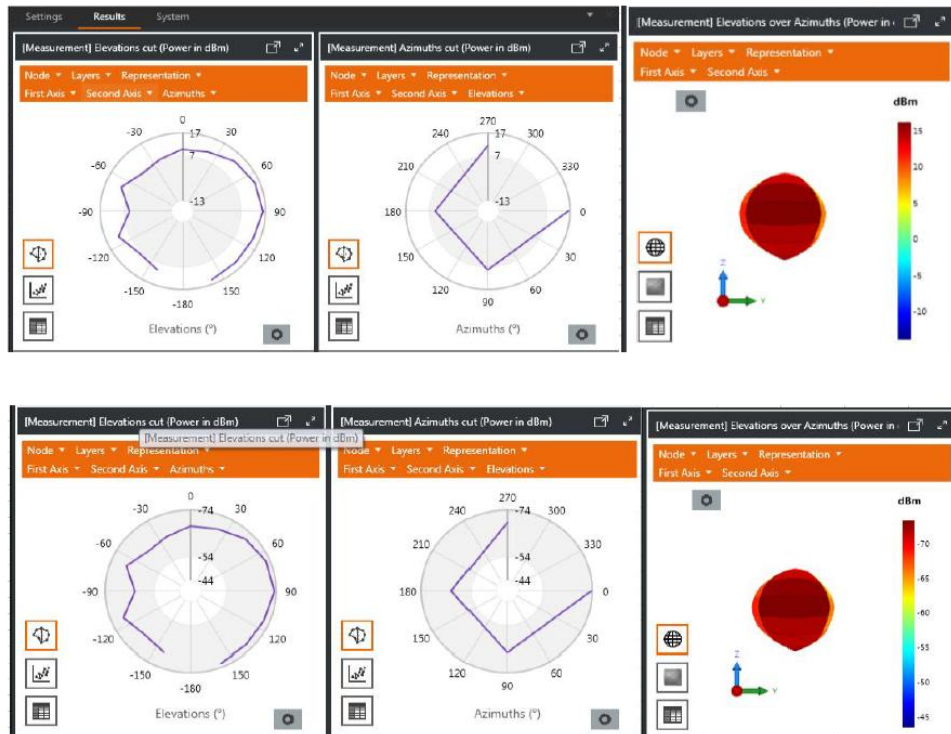 Settings Results System
[Measurement] Elevations cut (Power in dBm)
Node Layers Representation
First Axis Second Axis Azimuths
0
-30 30
-60 60
-90 90
-120 120
-150 150
-180
17
7
-13
Elevations (°)
[Measurement] Azimuths cut (Power in dBm)
Node Layers Representation
First Axis Second Axis Elevations
270
240 300
210 330
180 0
150 30
120 60
90
17
7
-13
Azimuths (°)
[Measurement] Elevations over Azimuths (Power in
Node Layers Representation
First Axis Second Axis
dBm
15
10
5
0
-5
-10
Z
Y
[Measurement] Elevations cut (Power in dBm)
[Measurement] Elevations cut (Power in dBm)
Node Layers Representation
First Axis Second Axis Azimuths
0
-30 30
-60 60
-90 90
-120 120
-150 150
-180
-74
-54
-44
Elevations (°)
[Measurement] Azimuths cut (Power in dBm)
Node Layers Representation
First Axis Second Axis Elevations
270
240 300
210 330
180 0
150 30
120 60
90
-74
-54
-44
Azimuths (°)
[Measurement] Elevations over Azimuths (Power in
Node Layers Representation
First Axis Second Axis
dBm
-70
-65
-60
-55
-50
-45
Z
Y